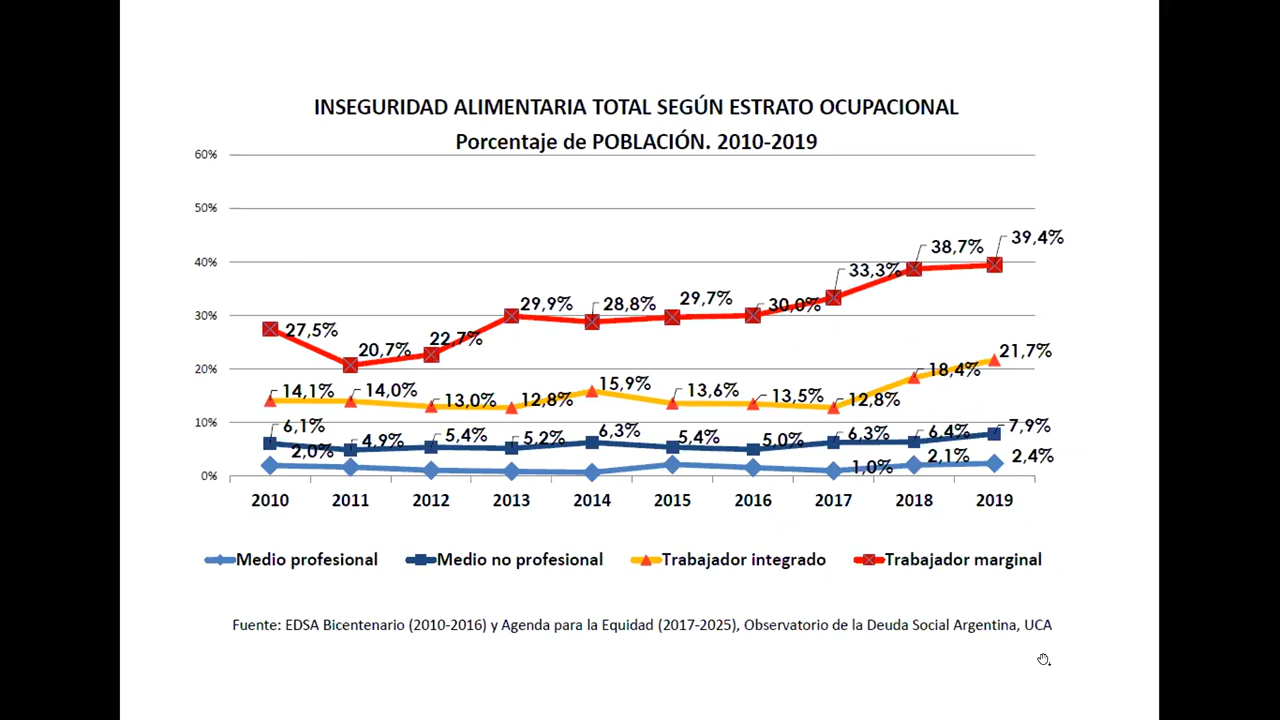 INSEGURIDAD ALIMENTARIA TOTAL SEGÚN ESTRATO OCUPACIONAL
Porcentaje de POBLACIÓN. 2010-2019
60%
50%
40%
30%
20%
10%
0%
27,5% 20,7% 22,7% 29,9% 28,8% 29,7% 30,0% 33,3% 38,7% 39,4%
14,1% 14,0% 13,0% 12,8% 15,9% 13,6% 13,5% 12,8% 18,4% 21,7%
6,1% 4,9% 5,4% 5,2% 6,3% 5,4% 5,0% 6,3% 6,4% 7,9%
2,0% 1,0% 2,1% 2,4%
2010 2011 2012 2013 2014 2015 2016 2017 2018 2019
Medio profesional Medio no profesional Trabajador integrado Trabajador marginal
Fuente: EDSA Bicentenario (2010-2016) y Agenda para la Equidad (2017-2025), Observatorio de la Deuda Social Argentina, UCA